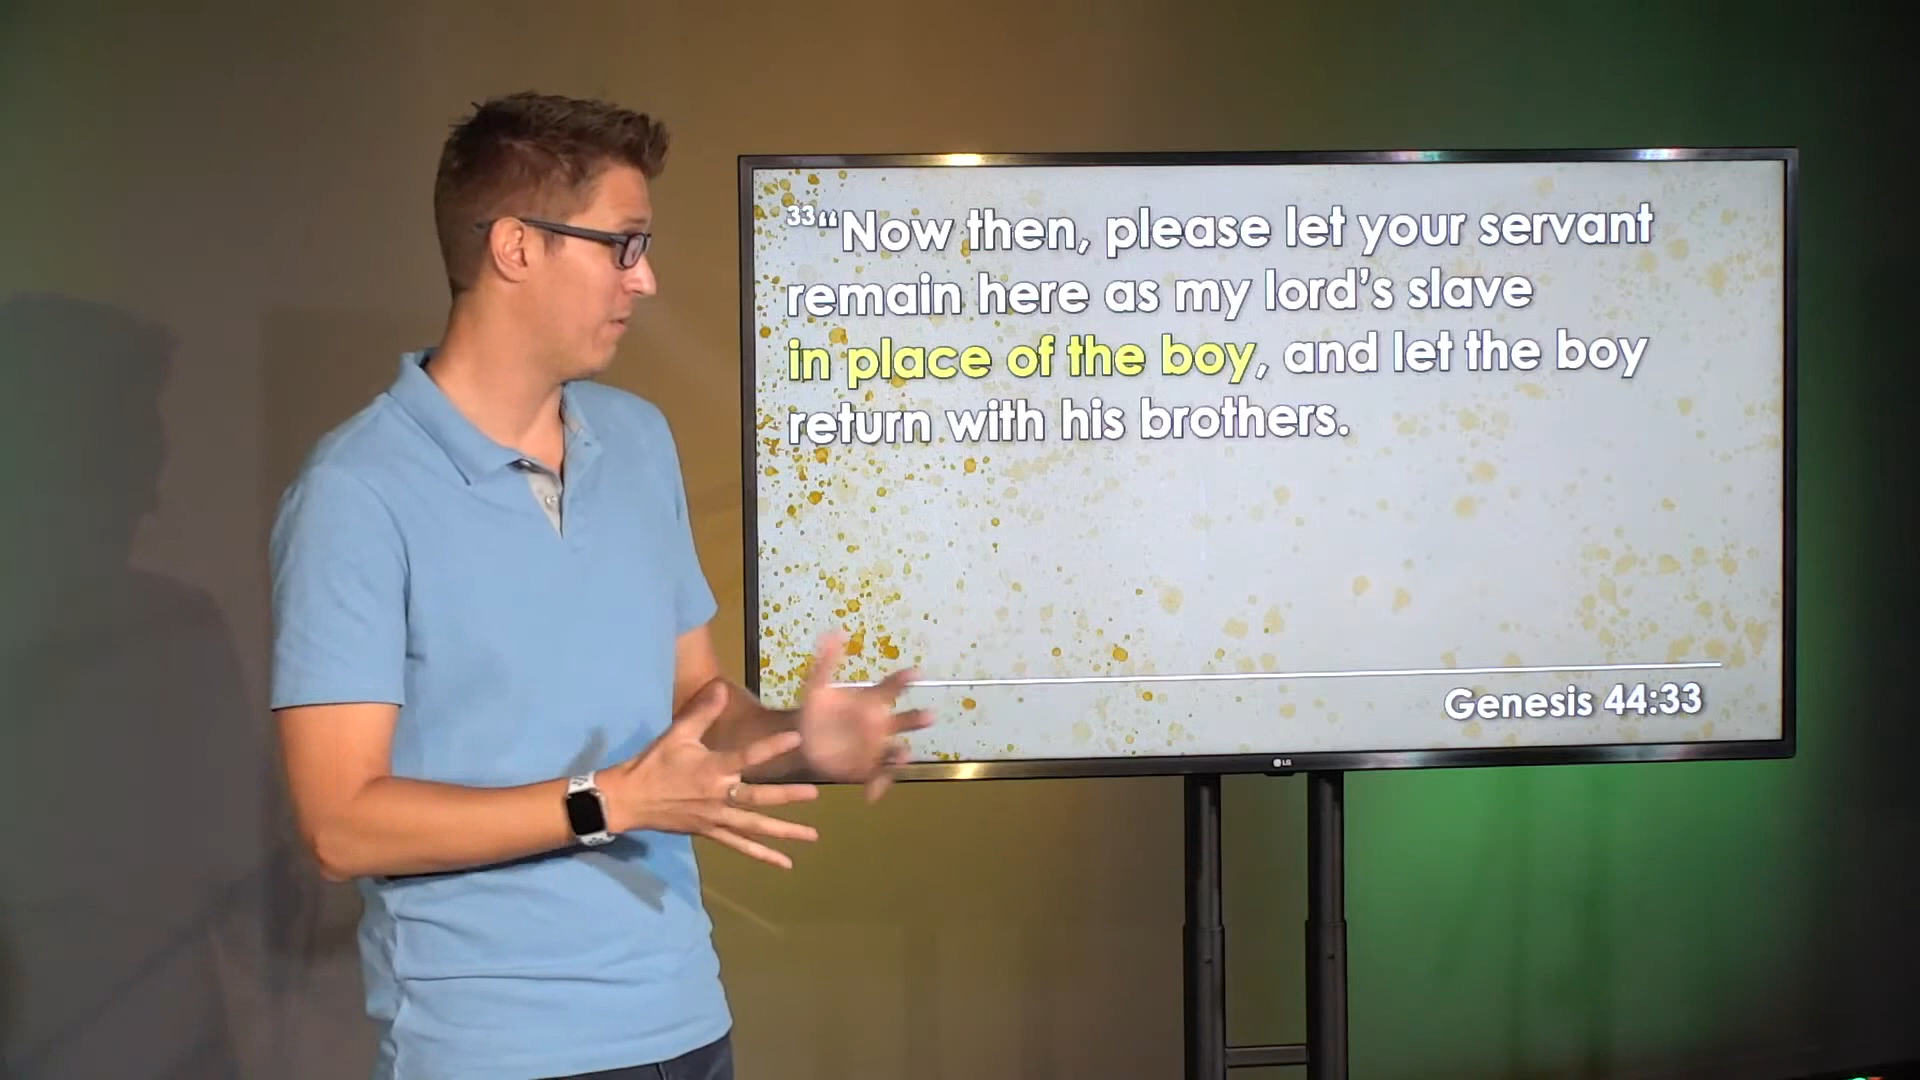 ³³“Now then, please let your servant
remain here as my lord’s slave
in place of the boy, and let the boy
return with his brothers.
Genesis 44:33
LG